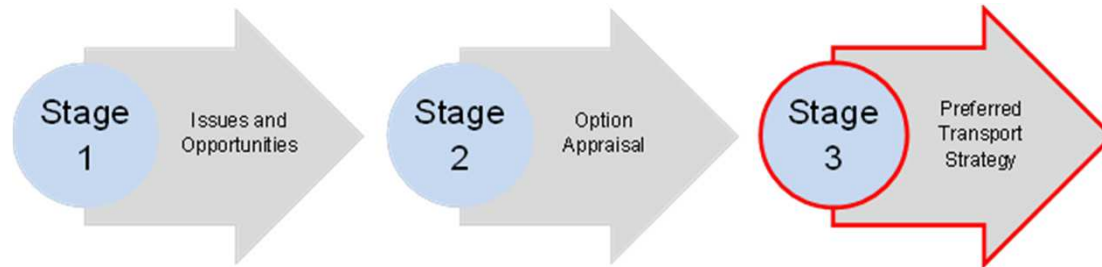 Stage
1
Issues and
Opportunities
Stage
2
Option
Appraisal
Stage
3
Preferred
Transport
Strategy